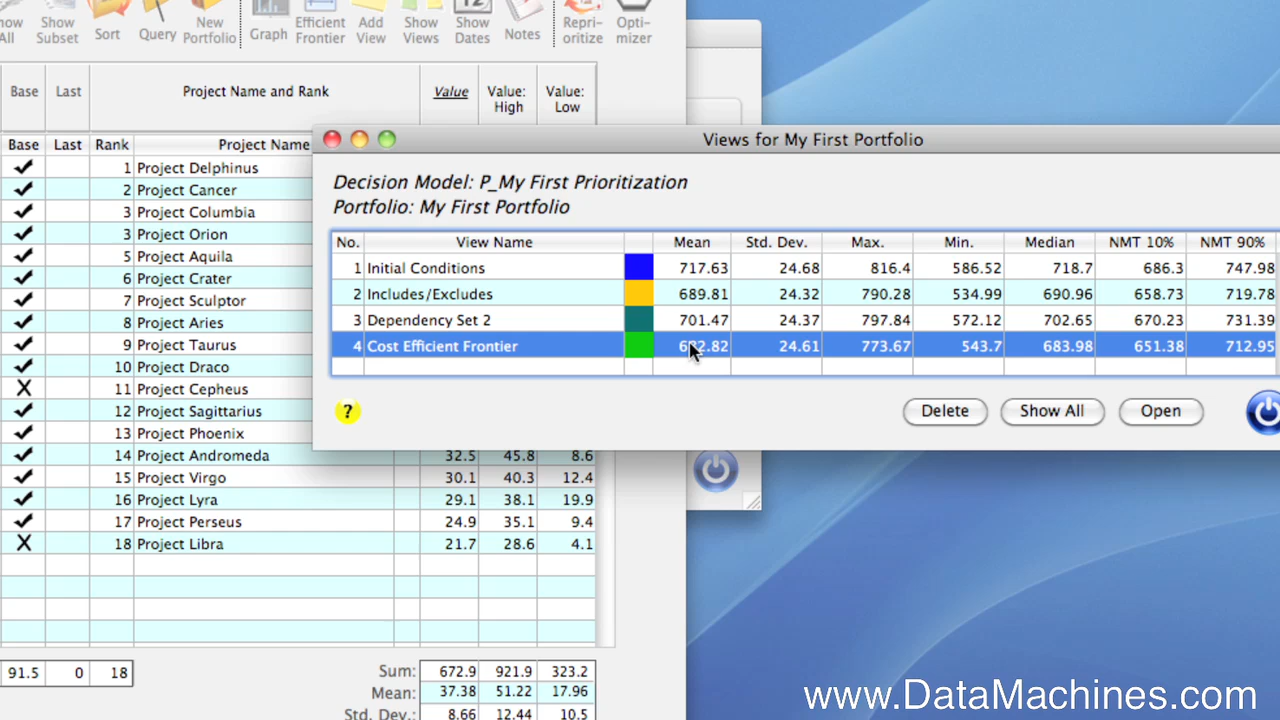 Show All
Show Subset
Sort
Query
New Portfolio
Graph
Efficient Frontier
Add View
Show Views
12
Show Dates
Notes
Repri-oritize
Opti-mizer
Base Last Project Name and Rank Value Value: High Value: Low
Base Last Rank Project Name
1 Project Delphinus
2 Project Cancer
3 Project Columbia
3 Project Orion
5 Project Aquila
6 Project Crater
7 Project Sculptor
8 Project Aries
9 Project Taurus
10 Project Draco
X 11 Project Cepheus
12 Project Sagittarius
13 Project Phoenix
14 Project Andromeda 32.5 45.8 8.6
15 Project Virgo 30.1 40.3 12.4
16 Project Lyra 29.1 38.1 19.9
17 Project Perseus 24.9 35.1 9.4
X 18 Project Libra 21.7 28.6 4.1
91.5 0 18
Sum: 672.9 921.9 323.2
Mean: 37.38 51.22 17.96
Std. Dev.: 8.66 12.44 10.5
Views for My First Portfolio
Decision Model: P_My First Prioritization
Portfolio: My First Portfolio
No. View Name Mean Std. Dev. Max. Min. Median NMT 10% NMT 90%
1 Initial Conditions 717.63 24.68 816.4 586.52 718.7 686.3 747.98
2 Includes/Excludes 689.81 24.32 790.28 534.99 690.96 658.73 719.78
3 Dependency Set 2 701.47 24.37 797.84 572.12 702.65 670.23 731.39
4 Cost Efficient Frontier 24.61 773.67 543.7 683.98 651.38 712.95
? Delete Show All Open
www.DataMachines.com